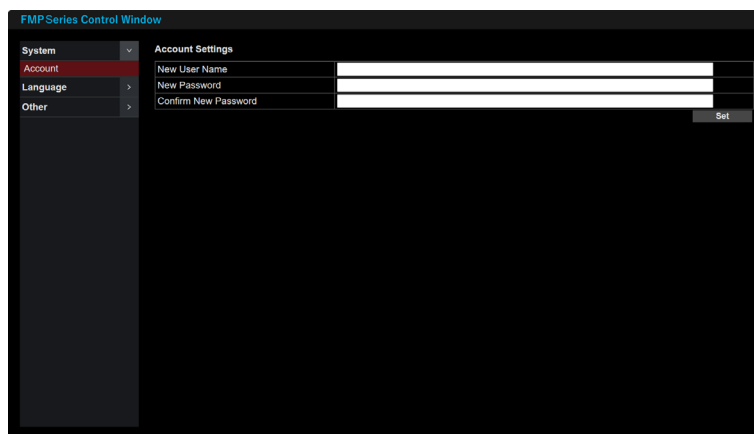 FMPSeries Control Window
System
Account
Language
Other
Account Settings
New User Name
New Password
Confirm New Password
Set